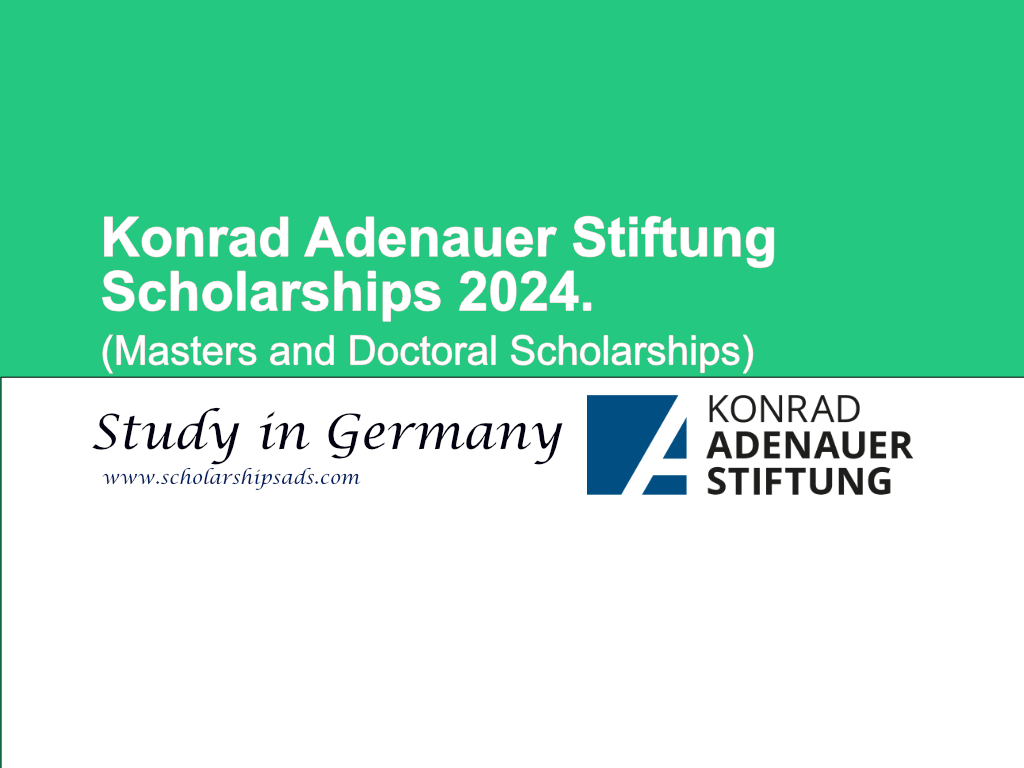 Konrad Adenauer Stiftung
Scholarships 2024.
(Masters and Doctoral Scholarships)
Study in Germany
www.scholarshipsads.com
KONRAD
ADENAUER
STIFTUNG